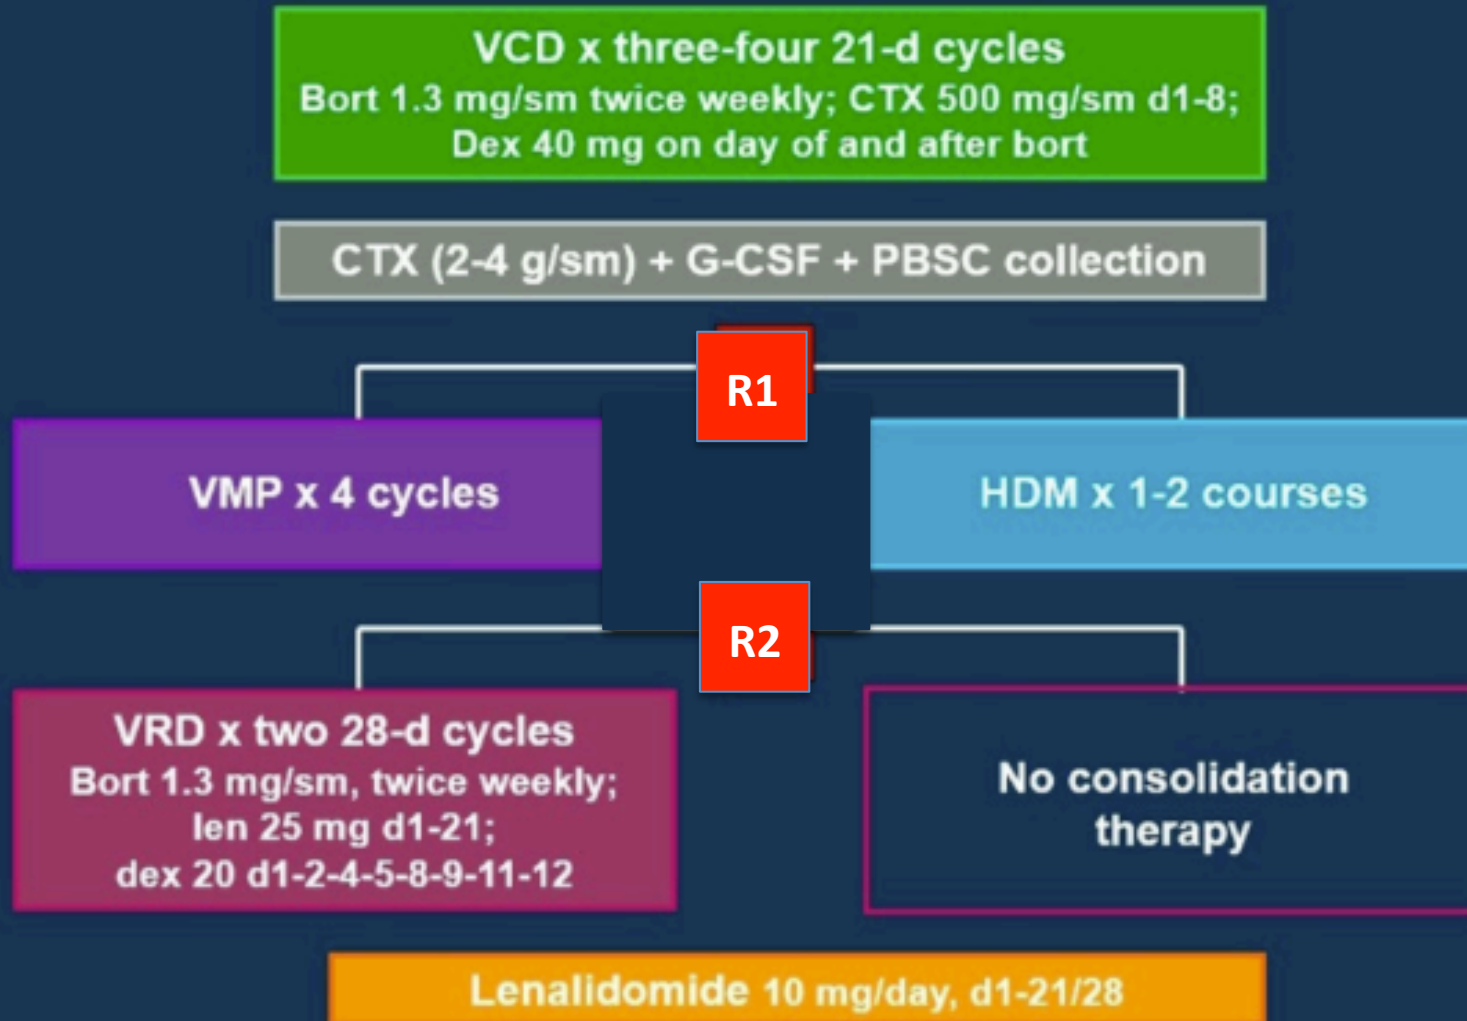 VCD x three-four 21-d cycles
Bort 1.3 mg/sm twice weekly; CTX 500 mg/sm d1-8;
Dex 40 mg on day of and after bort
CTX (2-4 g/sm) + G-CSF + PBSC collection
R1
VMP x 4 cycles
HDM x 1-2 courses
R2
VRD x two 28-d cycles
Bort 1.3 mg/sm, twice weekly;
len 25 mg d1-21;
dex 20 d1-2-4-5-8-9-11-12
No consolidation
therapy
Lenalidomide 10 mg/day, d1-21/28